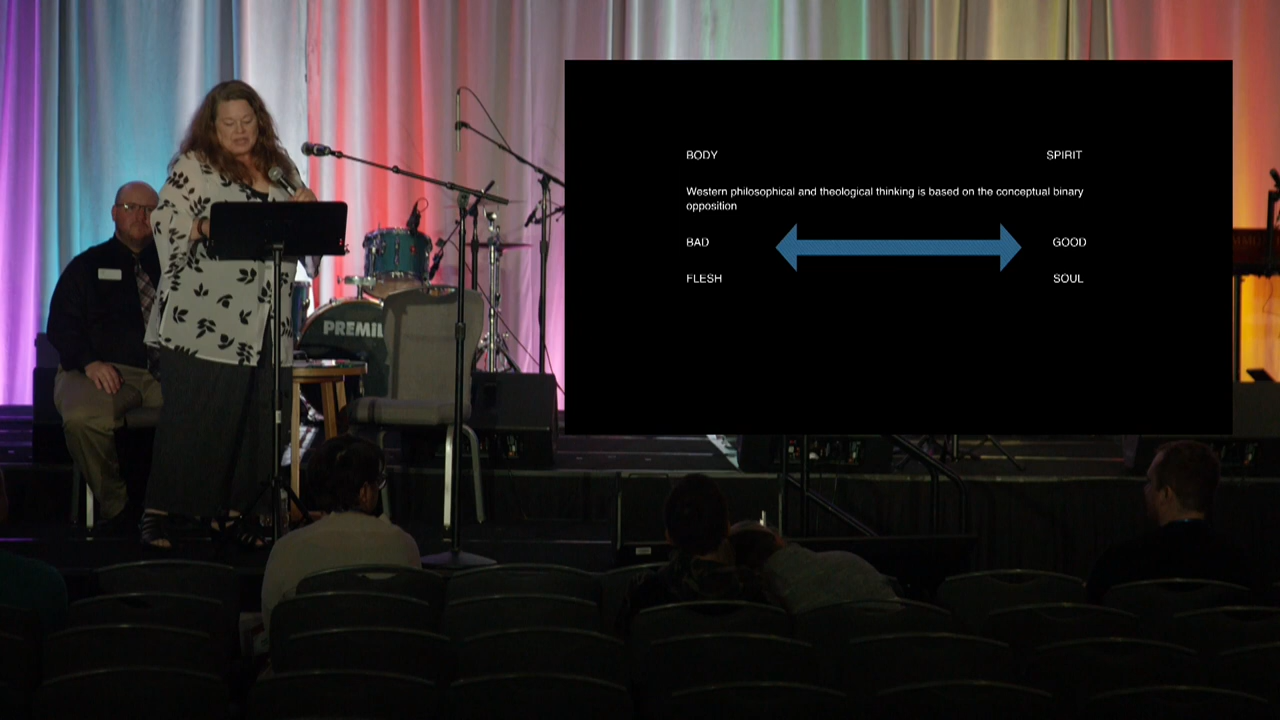 BODY SPIRIT
Western philosophical and theological thinking is based on the conceptual binary
opposition
BAD GOOD
FLESH SOUL
PREMI